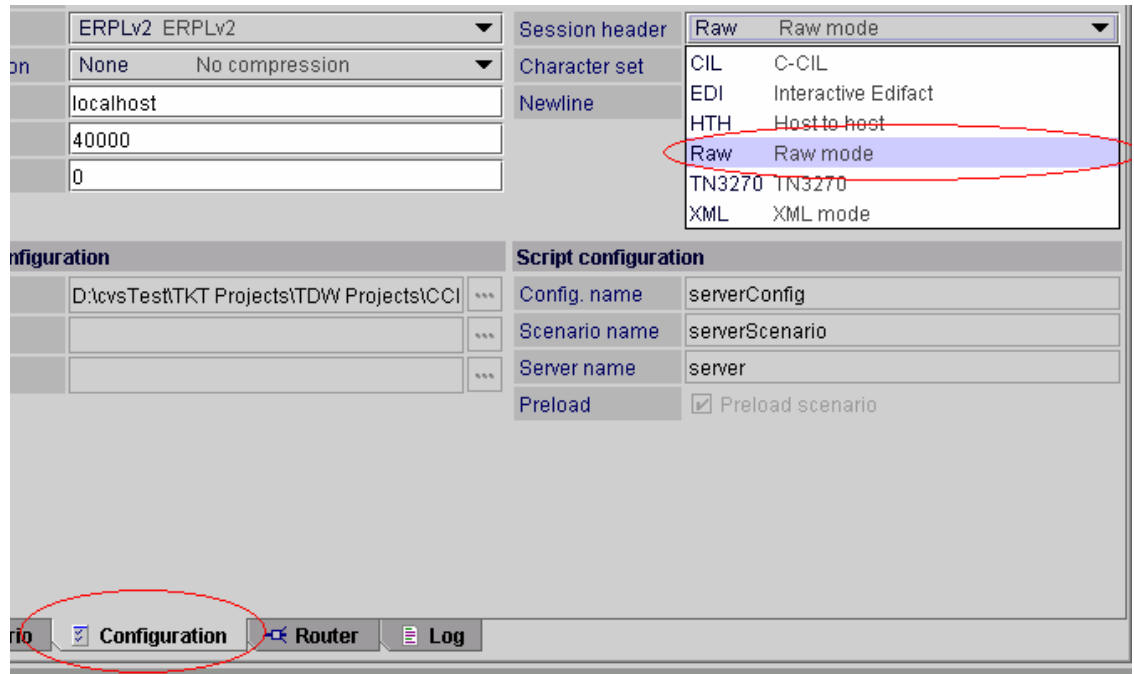 ERPLv2 ERPLv2
Session header
Raw Raw mode
on
None No compression
Character set
CIL C-CIL
localhost
Newline
EDI Interactive Edifact
HTH Host to host
40000
Raw Raw mode
0
TN3270 TN3270
XML XML mode
nfiguration
Script configuration
D:\cvsTest\TKT Projects\TDW Projects\CCI
...
Config. name
serverConfig
...
Scenario name
serverScenario
...
Server name
server
Preload
Preload scenario
rio
Configuration
Router
Log